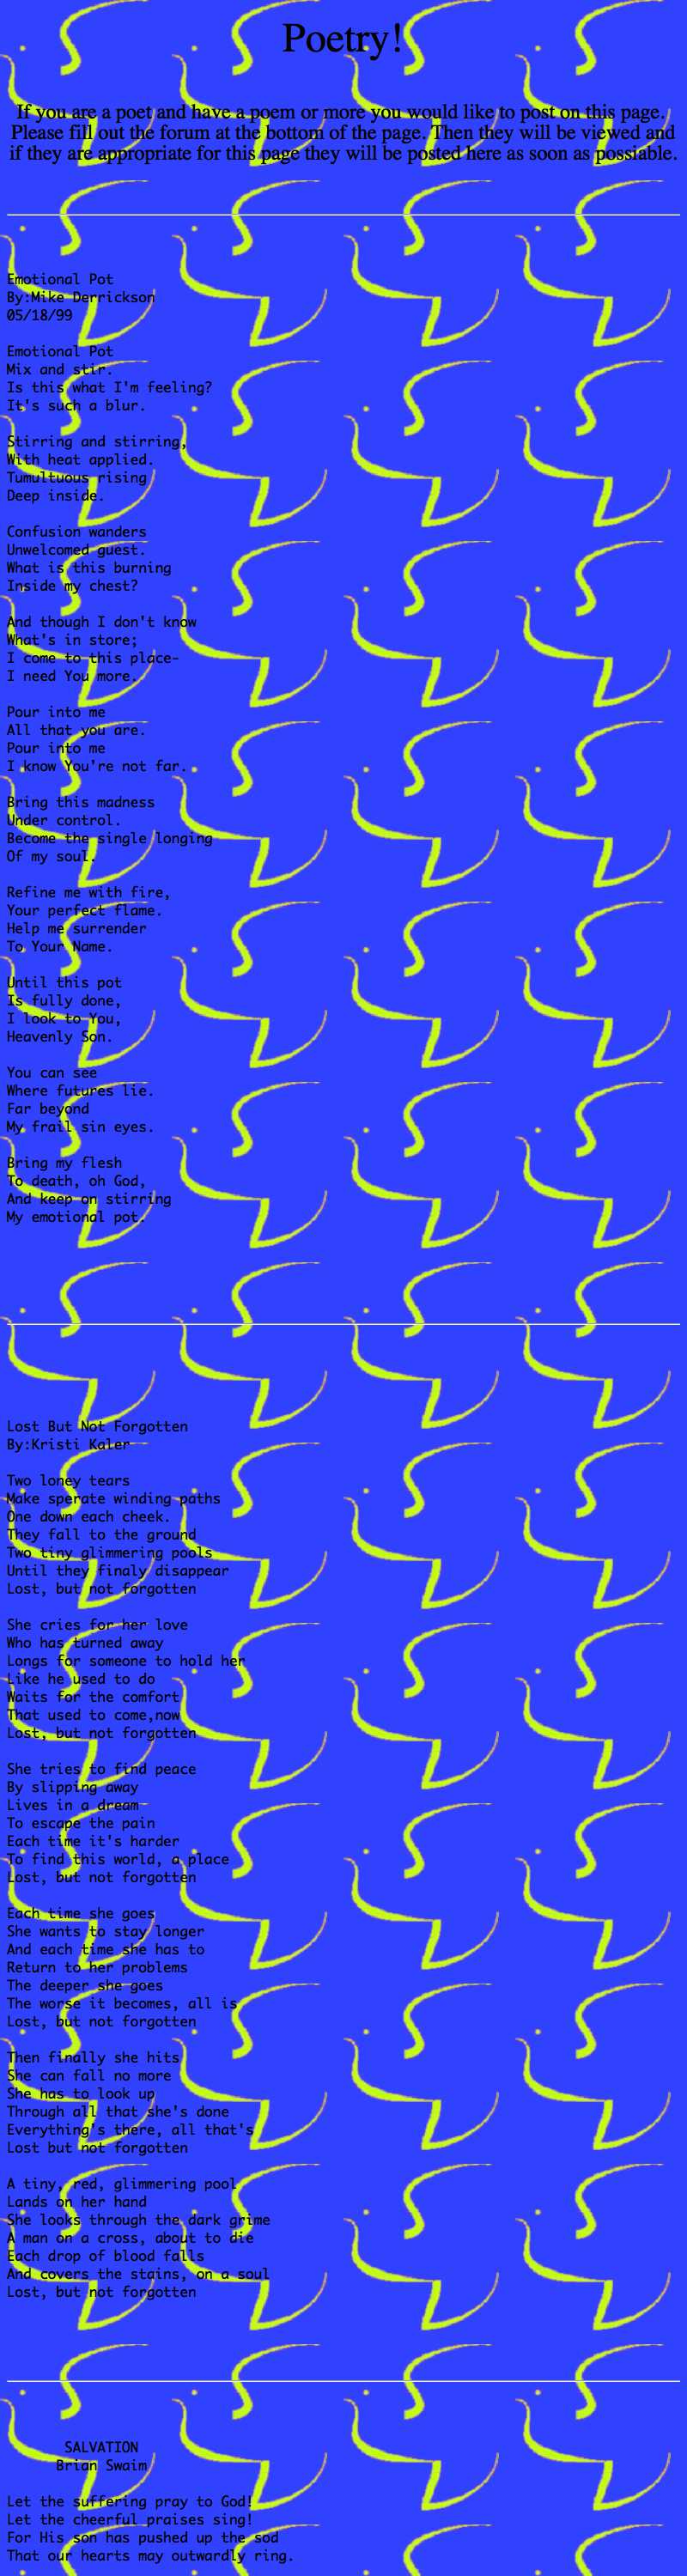 Poetry!
If you are a poet and have a poem or more you would like to post on this page.
Please fill out the forum at the bottom of the page. Then they will be viewed and
if they are appropriate for this page they will be posted here as soon as possiable.
Emotional Pot
By:Mike Derrickson
05/18/99
Emotional Pot
Mix and stir.
Is this what I'm feeling?
It's such a blur.
Stirring and stirring,
With heat applied.
Tumultuous rising
Deep inside.
Confusion wanders
Unwelcomed guest.
What is this burning
Inside my chest?
And though I don't know
What's in store;
I come to this place-
I need You more.
Pour into me
All that you are.
Pour into me
I know You're not far.
Bring this madness
Under control.
Become the single longing
Of my soul.
Refine me with fire,
Your perfect flame.
Help me surrender
To Your Name.
Until this pot
Is fully done,
I look to You,
Heavenly Son.
You can see
Where futures lie.
Far beyond
My frail sin eyes.
Bring my flesh
To death, oh God,
And keep on stirring
My emotional pot.
Lost But Not Forgotten
By:Kristi Kaler
Two loney tears
Make sperate winding paths
One down each cheek.
They fall to the ground
Two tiny glimmering pools
Until they finaly disappear
Lost, but not forgotten
She cries for her love
Who has turned away
Longs for someone to hold her
Like he used to do
Waits for the comfort
That used to come,now
Lost, but not forgotten
She tries to find peace
By slipping away
Lives in a dream
To escape the pain
Each time it's harder
To find this world, a place
Lost, but not forgotten
Each time she goes
She wants to stay longer
And each time she has to
Return to her problems
The deeper she goes
The worse it becomes, all is
Lost, but not forgotten
Then finally she hits
She can fall no more
She has to look up
Through all that she's done
Everything's there, all that's
Lost but not forgotten
A tiny, red, glimmering pool
Lands on her hand
She looks through the dark grime
A man on a cross, about to die
Each drop of blood falls
And covers the stains, on a soul
Lost, but not forgotten
SALVATION
Brian Swaim
Let the suffering pray to God!
Let the cheerful praises sing!
For His son has pushed up the sod
That our hearts may outwardly ring.